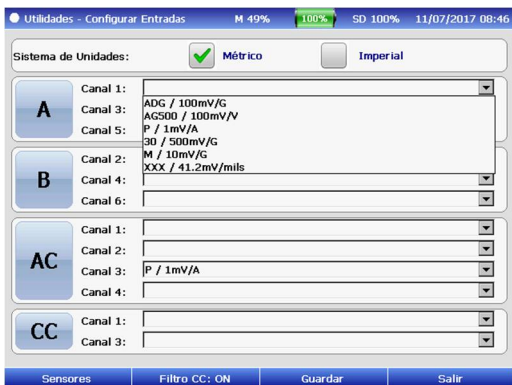 Utilidades - Configurar Entradas M 49% 100% SD 100% 11/07/2017 08:46
Sistema de Unidades: Métrico Imperial
A
Canal 1:
Canal 3:
Canal 5:
ADG / 100mV/G
AG500 / 100mV/V
P / 1mV/A
30 / 500mV/G
M / 10mV/G
XXX / 41.2mV/mils
B
Canal 2:
Canal 4:
Canal 6:
AC
Canal 1:
Canal 2:
Canal 3: P / 1mV/A
Canal 4:
CC
Canal 1:
Canal 3:
Sensores Filtro CC: ON Guardar Salir